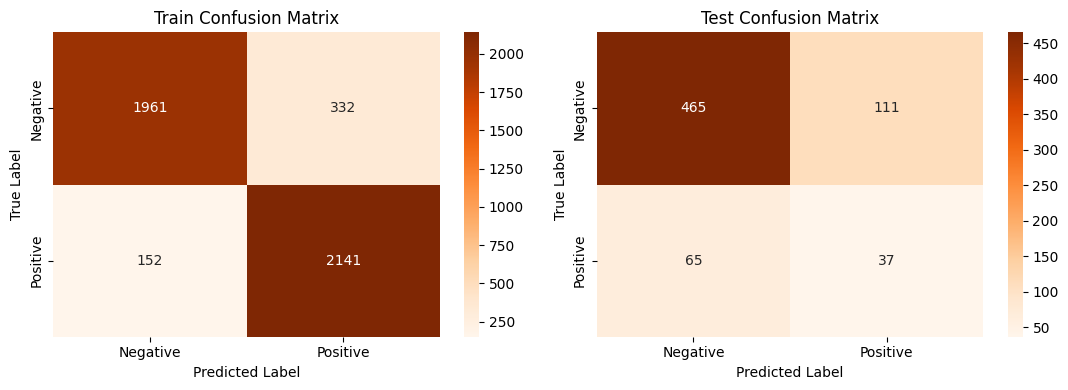 Train Confusion Matrix
True Label
Negative
Positive
1961 332
152 2141
Negative Positive
Predicted Label
2000
1750
1500
1250
1000
750
500
250
Test Confusion Matrix
True Label
Negative
Positive
465 111
65 37
Negative Positive
Predicted Label
450
400
350
300
250
200
150
100
50